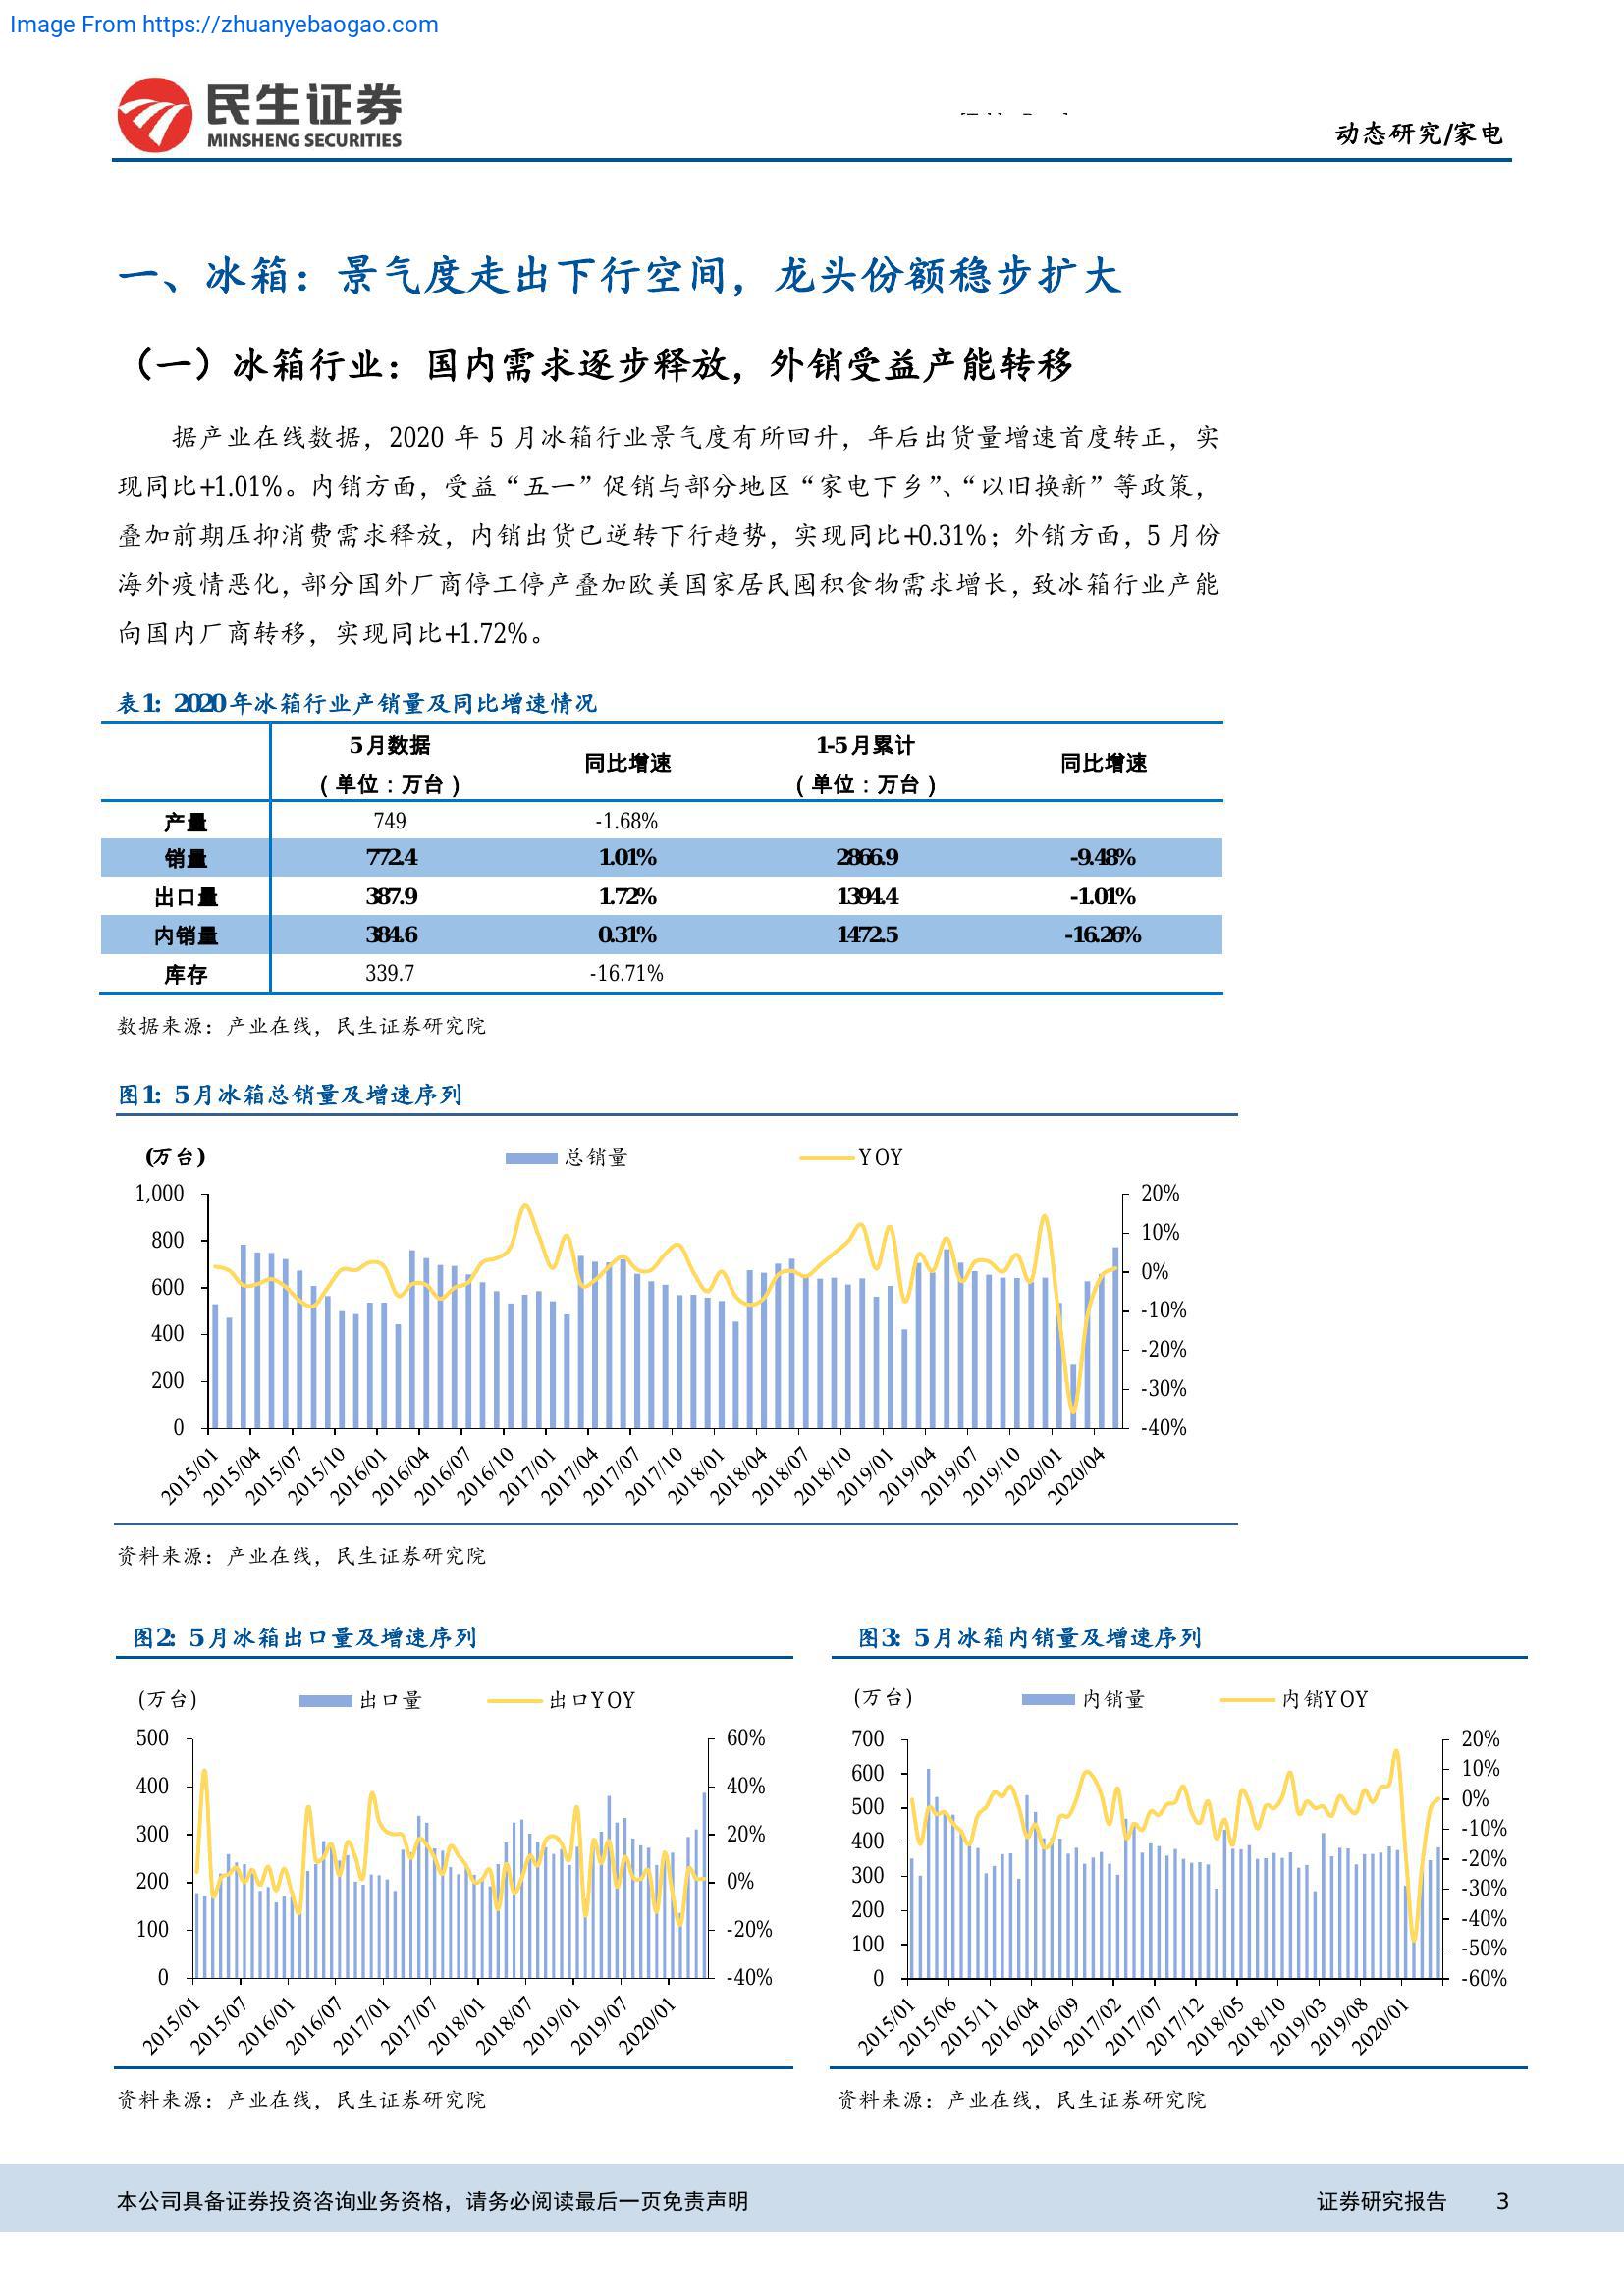 Image From https://zhuanyebaogao.com
民生证券
MINSHENG SECURITIES
动态研究/家电
一、冰箱：景气度走出下行空间，龙头份额稳步扩大
（一）冰箱行业：国内需求逐步释放，外销受益产能转移
据产业在线数据，2020 年 5 月冰箱行业景气度有所回升，年后出货量增速首度转正，实
现同比+1.01%。内销方面，受益“五一”促销与部分地区“家电下乡”、“以旧换新”等政策，
叠加前期压抑消费需求释放，内销出货已逆转下行趋势，实现同比+0.31%；外销方面，5 月份
海外疫情恶化，部分国外厂商停工停产叠加欧美国家居民囤积食物需求增长，致冰箱行业产能
向国内厂商转移，实现同比+1.72%。
表1：2020年冰箱行业产销量及同比增速情况
5月数据 （单位：万台） 同比增速 1-5月累计 （单位：万台） 同比增速
产量 749 -1.68%
销量 772.4 1.01% 2866.9 -9.48%
出口量 387.9 1.72% 1394.4 -1.01%
内销量 384.6 0.31% 1472.5 -16.26%
库存 339.7 -16.71%
数据来源：产业在线，民生证券研究院
图1：5月冰箱总销量及增速序列
(万台) 总销量 YOY
1,000 20%
800 10%
600 0%
400 -10%
200 -20%
0 -30%
-40%
2015/01 2015/04 2015/07 2015/10 2016/01 2016/04 2016/07 2016/10 2017/01 2017/04 2017/07 2017/10 2018/01 2018/04 2018/07 2018/10 2019/01 2019/04 2019/07 2019/10 2020/01 2020/04
资料来源：产业在线，民生证券研究院
图2：5月冰箱出口量及增速序列
(万台) 出口量 出口YOY
500 60%
400 40%
300 20%
200 0%
100 -20%
0 -40%
2015/01 2015/07 2016/01 2016/07 2017/01 2017/07 2018/01 2018/07 2019/01 2019/07 2020/01
资料来源：产业在线，民生证券研究院
图3：5月冰箱内销量及增速序列
(万台) 内销量 内销YOY
700 20%
600 10%
500 0%
400 -10%
300 -20%
200 -30%
100 -40%
0 -50%
-60%
2015/01 2015/06 2015/11 2016/04 2016/09 2017/02 2017/07 2017/12 2018/05 2018/10 2019/03 2019/08 2020/01
资料来源：产业在线，民生证券研究院
本公司具备证券投资咨询业务资格，请务必阅读最后一页免责声明
证券研究报告 3